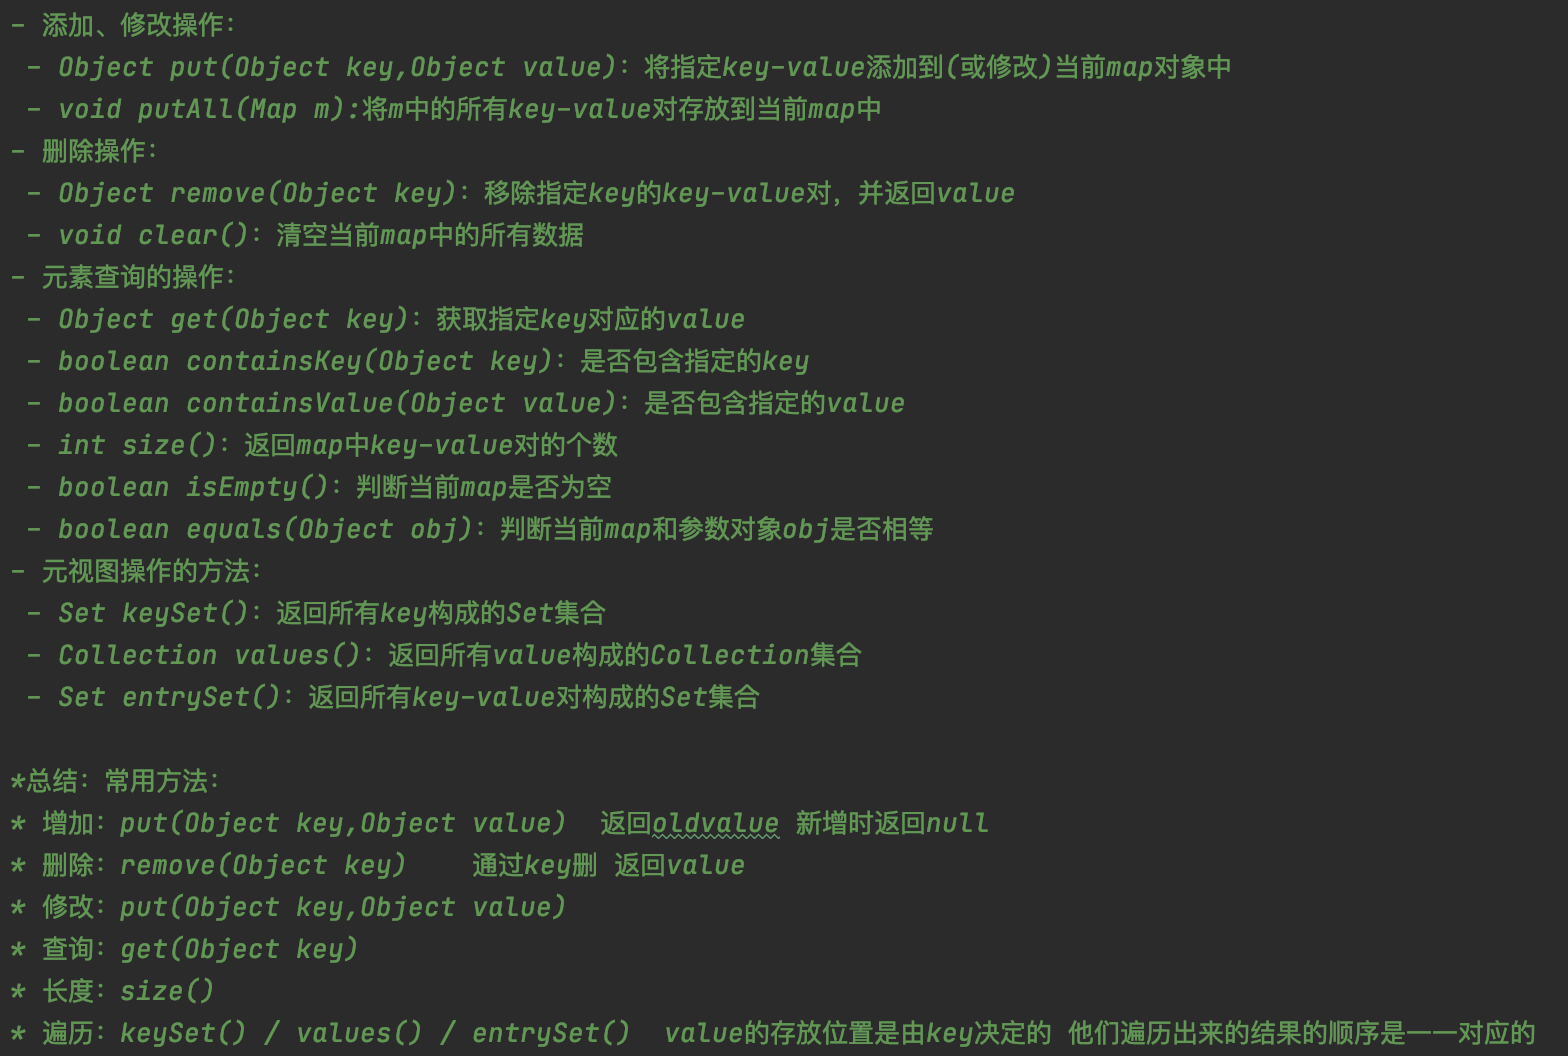 - 添加、修改操作：
- Object put(Object key,Object value)：将指定key-value添加到(或修改)当前map对象中
- void putAll(Map m):将m中的所有key-value对存放到当前map中
- 删除操作：
- Object remove(Object key)：移除指定key的key-value对，并返回value
- void clear()：清空当前map中的所有数据
- 元素查询的操作：
- Object get(Object key)：获取指定key对应的value
- boolean containsKey(Object key)：是否包含指定的key
- boolean containsValue(Object value)：是否包含指定的value
- int size()：返回map中key-value对的个数
- boolean isEmpty()：判断当前map是否为空
- boolean equals(Object obj)：判断当前map和参数对象obj是否相等
- 元视图操作的方法：
- Set keySet()：返回所有key构成的Set集合
- Collection values()：返回所有value构成的Collection集合
- Set entrySet()：返回所有key-value对构成的Set集合
*总结：常用方法：
* 增加：put(Object key,Object value)  返回oldvalue 新增时返回null
* 删除：remove(Object key)    通过key删 返回value
* 修改：put(Object key,Object value)
* 查询：get(Object key)
* 长度：size()
* 遍历：keySet() / values() / entrySet()  value的存放位置是由key决定的 他们遍历出来的结果的顺序是一一对应的